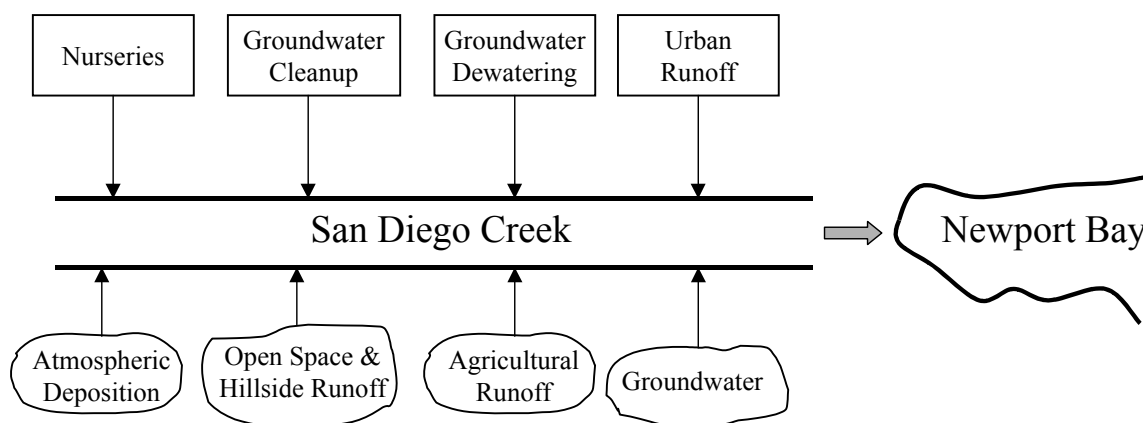 Nurseries
Groundwater
Cleanup
Groundwater
Dewatering
Urban
Runoff
San Diego Creek
Newport Bay
Atmospheric
Deposition
Open Space &
Hillside Runoff
Agricultural
Runoff
Groundwater